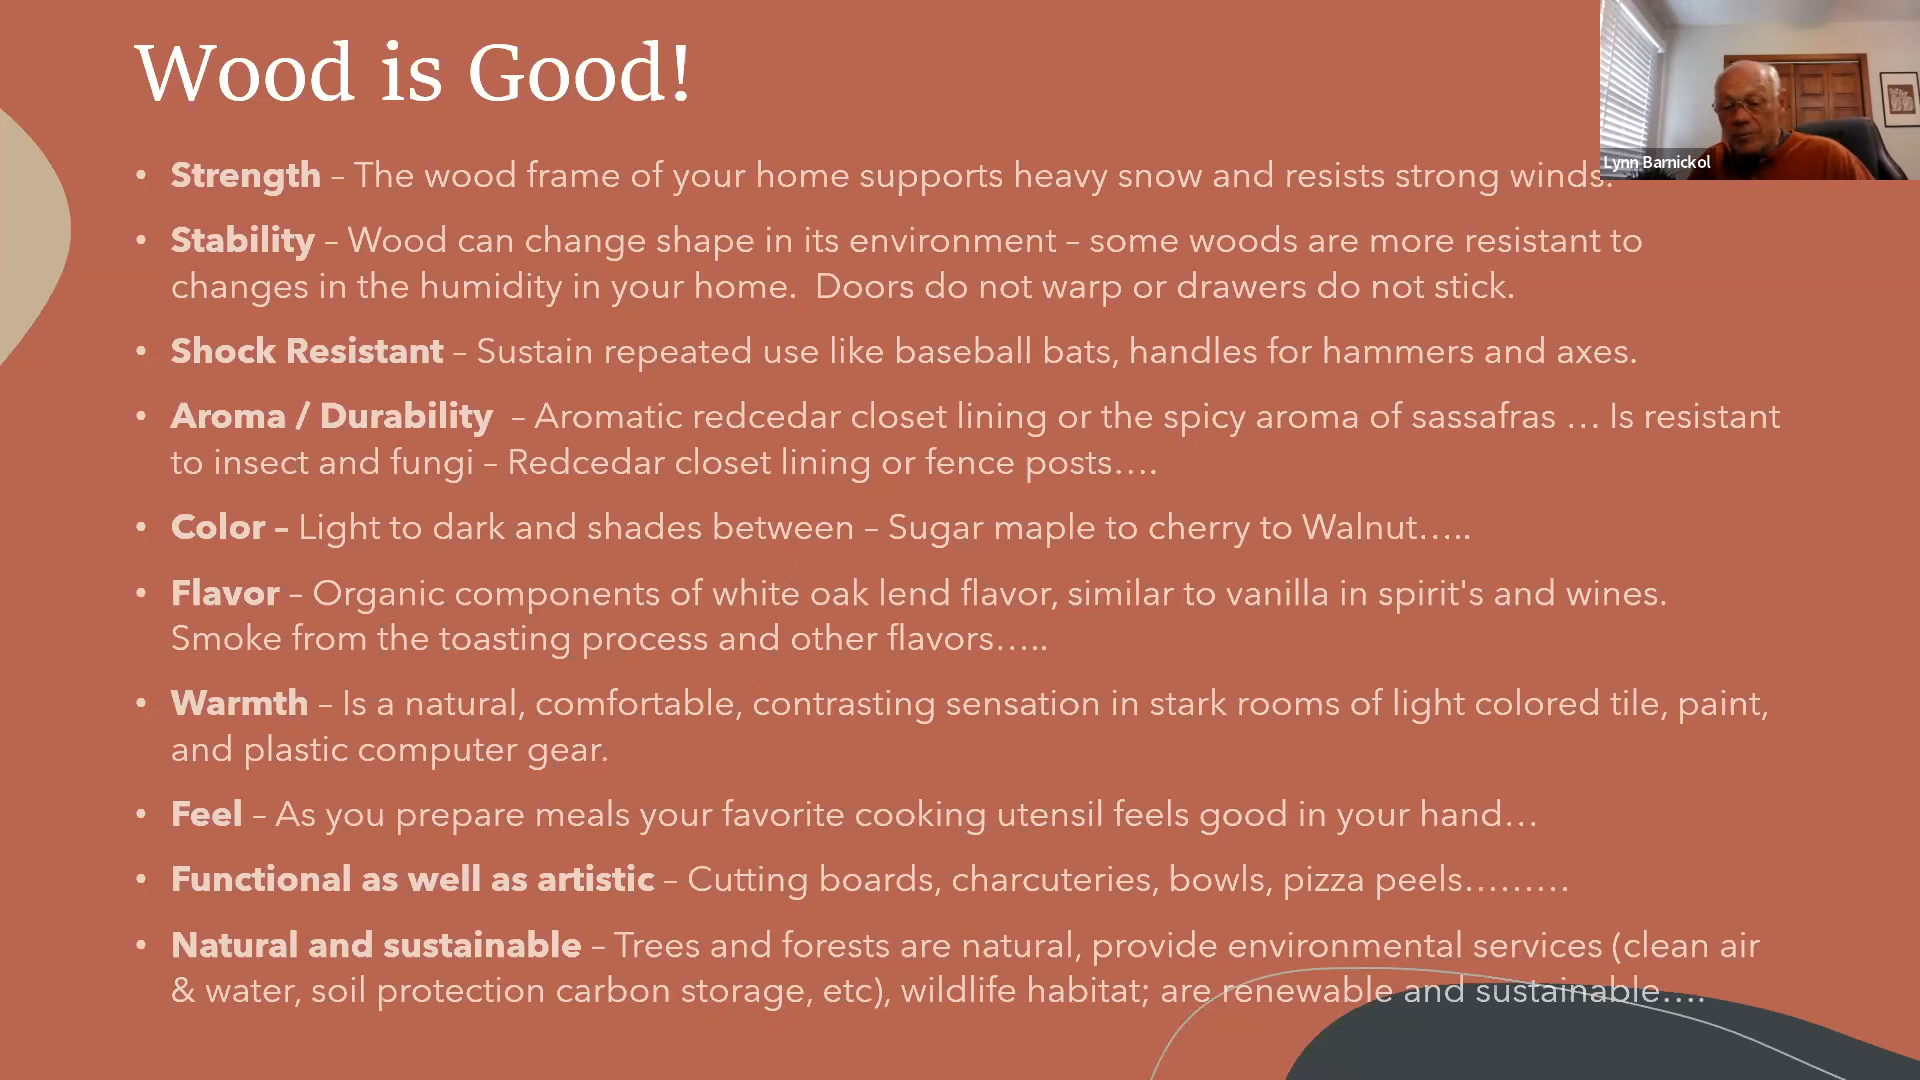 Wood is Good!
Lynn Barnickol
• Strength – The wood frame of your home supports heavy snow and resists strong winds.
• Stability – Wood can change shape in its environment – some woods are more resistant to
changes in the humidity in your home.  Doors do not warp or drawers do not stick.
• Shock Resistant – Sustain repeated use like baseball bats, handles for hammers and axes.
• Aroma / Durability  – Aromatic redcedar closet lining or the spicy aroma of sassafras … Is resistant
to insect and fungi – Redcedar closet lining or fence posts….
• Color – Light to dark and shades between – Sugar maple to cherry to Walnut…..
• Flavor – Organic components of white oak lend flavor, similar to vanilla in spirit's and wines.
Smoke from the toasting process and other flavors…..
• Warmth – Is a natural, comfortable, contrasting sensation in stark rooms of light colored tile, paint,
and plastic computer gear.
• Feel – As you prepare meals your favorite cooking utensil feels good in your hand…
• Functional as well as artistic – Cutting boards, charcuteries, bowls, pizza peels………
• Natural and sustainable – Trees and forests are natural, provide environmental services (clean air
& water, soil protection carbon storage, etc), wildlife habitat; are renewable and sustainable….